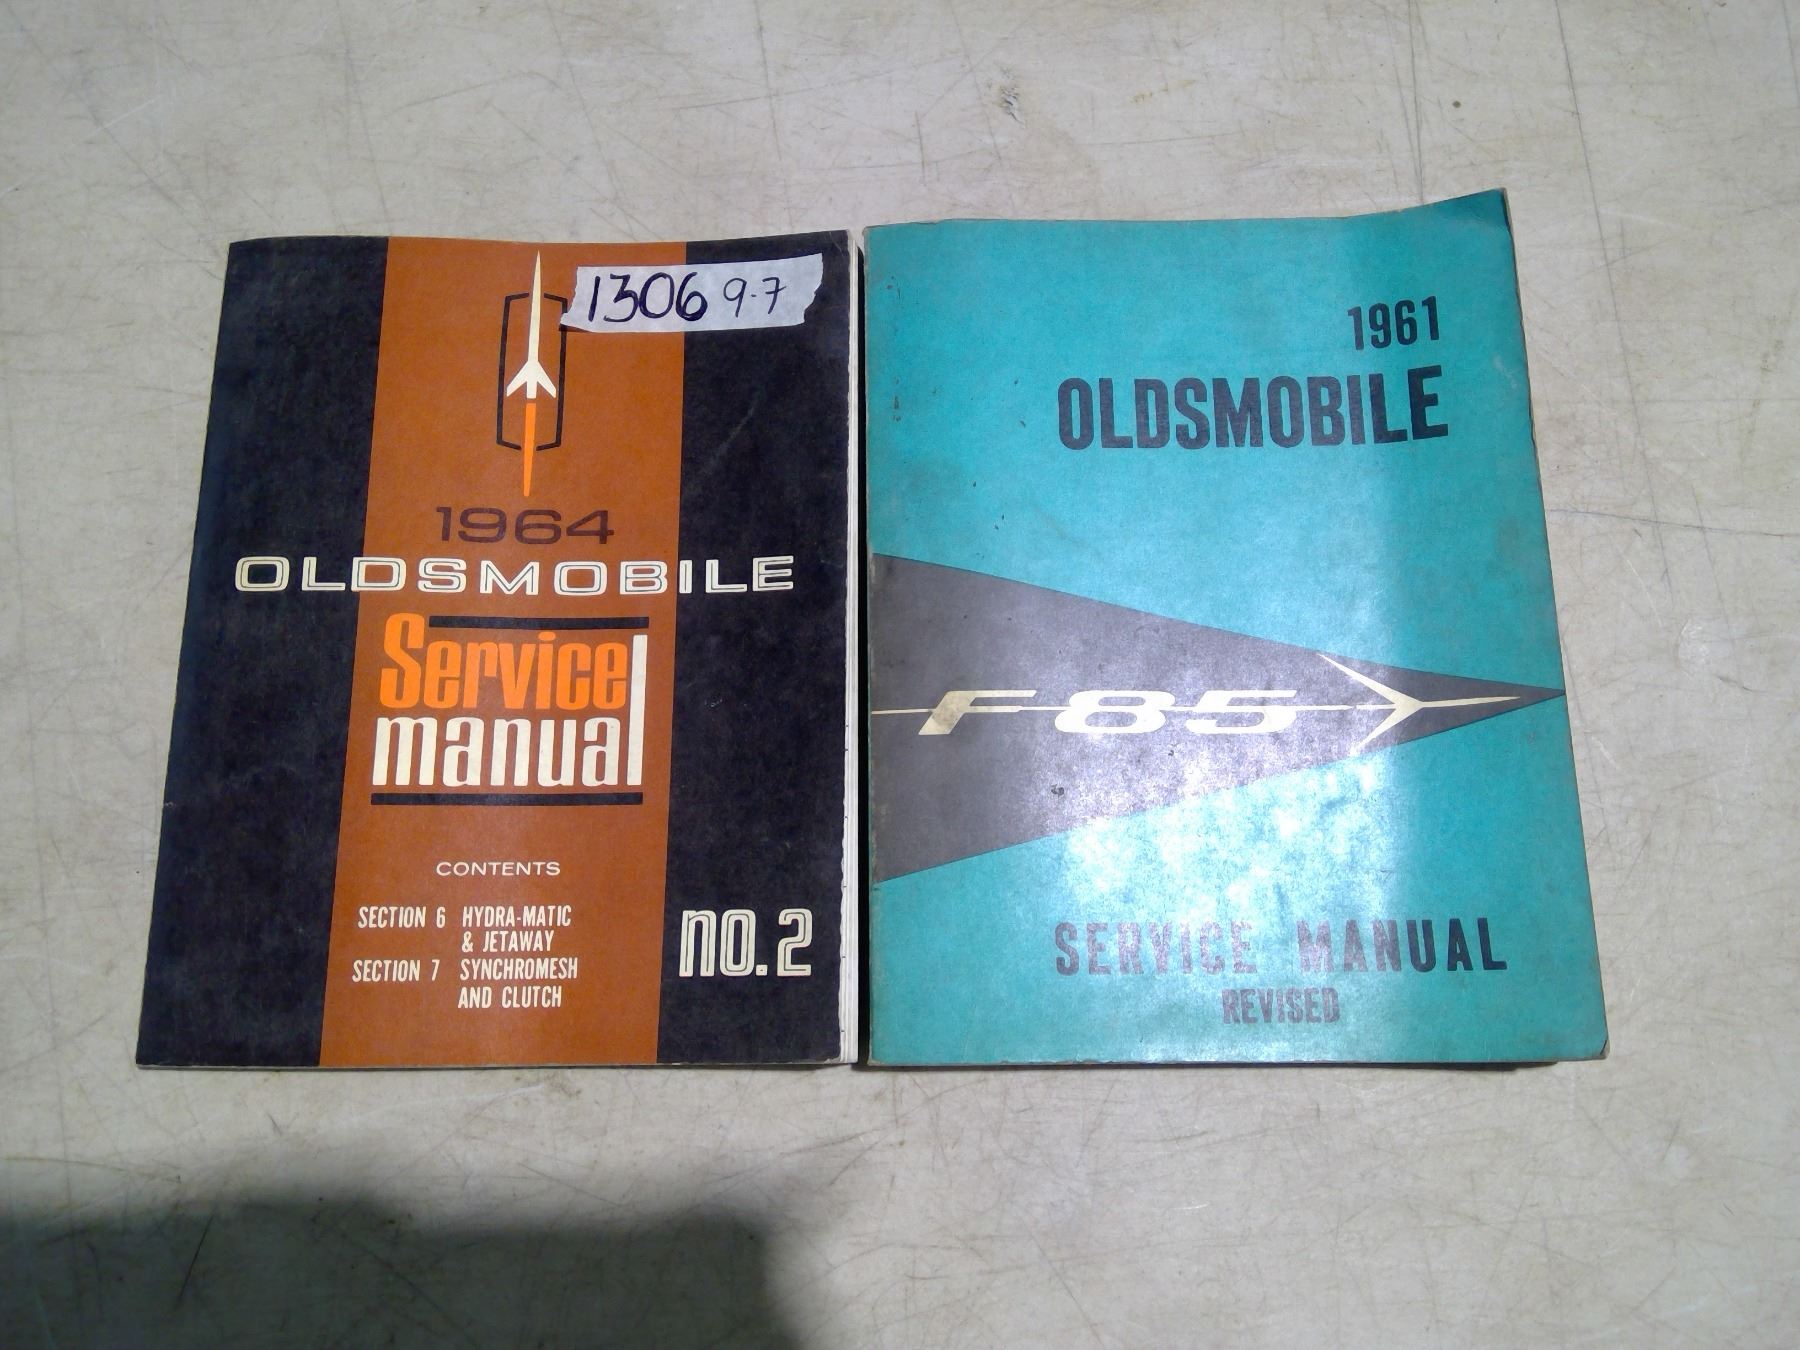 1306 9-7
1964
OLDSMOBILE
Service
manual
CONTENTS
SECTION 6 HYDRA-MATIC
& JETAWAY
SECTION 7 SYNCHROMESH
AND CLUTCH
no.2
1961
OLDSMOBILE
F85
SERVICE MANUAL
REVISED